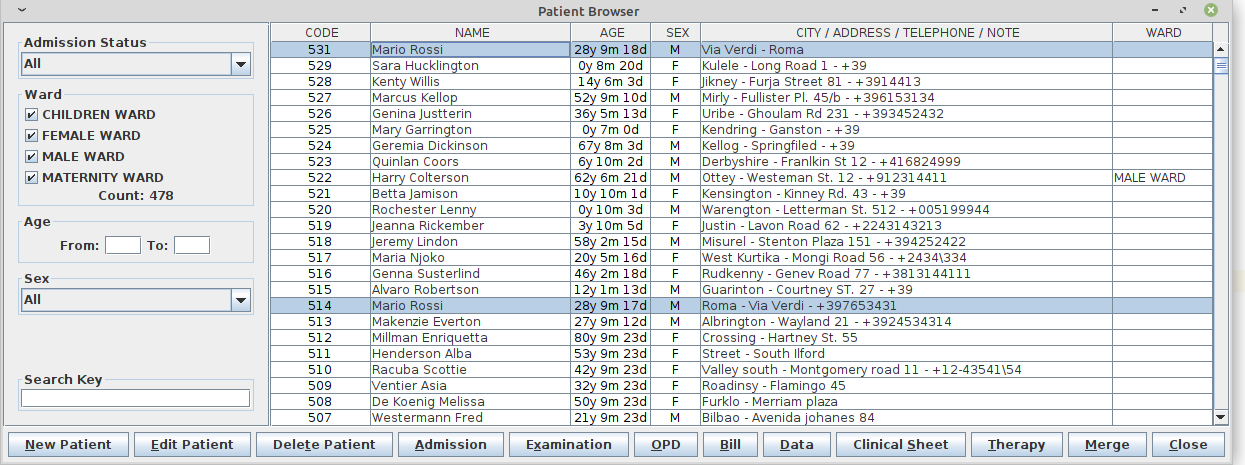 Patient Browser
Admission Status
All
Ward
CHILDREN WARD
FEMALE WARD
MALE WARD
MATERNITY WARD
Count: 478
Age
From: To:
Sex
All
Search Key
CODE NAME AGE SEX CITY / ADDRESS / TELEPHONE / NOTE WARD
531 Mario Rossi 28y 9m 18d M Via Verdi - Roma
529 Sara Hucklington 0y 8m 20d F Kulele - Long Road 1 - +39
528 Kenty Willis 14y 6m 3d F Jikney - Furja Street 81 - +3914413
527 Marcus Kellop 52y 9m 10d M Mirly - Fullister Pl. 45/b - +396153134
526 Genina Justterin 36y 5m 13d F Uribe - Ghoulam Rd 231 - +393452432
525 Mary Garrington 0y 7m 0d F Kendring - Ganston - +39
524 Geremia Dickinson 67y 8m 3d M Kellog - Springfiled - +39
523 Quinlan Coors 6y 10m 2d M Derbyshire - Franlkin St 12 - +416824999
522 Harry Colterson 62y 6m 21d M Ottey - Westeman St. 12 - +912314411 MALE WARD
521 Betta Jamison 10y 10m 1d F Kensington - Kinney Rd. 43 - +39
520 Rochester Lenny 0y 10m 3d M Warengton - Letterman St. 512 - +005199944
519 Jeanna Rickember 3y 10m 5d F Justin - Lavon Road 62 - +2243143213
518 Jeremy Lindon 58y 2m 15d M Misurel - Stenton Plaza 151 - +394252422
517 Maria Njoko 20y 5m 16d F West Kurtika - Mongi Road 56 - +2434\334
516 Genna Susterlind 46y 2m 18d F Rudkenny - Genev Road 77 - +3813144111
515 Alvaro Robertson 12y 1m 13d M Guarinton - Courtney ST. 27 - +39
514 Mario Rossi 28y 9m 17d M Roma - Via Verdi - +397653431
513 Makenzie Everton 27y 9m 12d M Albrington - Wayland 21 - +3924534314
512 Millman Enriquetta 80y 9m 23d F Crossing - Hartney St. 55
511 Henderson Alba 53y 9m 23d F Street - South Ilford
510 Racuba Scottie 42y 9m 23d F Valley south - Montgomery road 11 - +12-43541\54
509 Ventier Asia 32y 9m 23d F Roadinsy - Flamingo 45
508 De Koenig Melissa 50y 9m 23d F Furklo - Merriam plaza
507 Westermann Fred 21y 9m 23d M Bilbao - Avenida johanes 84
New Patient Edit Patient Delete Patient Admission Examination OPD Bill Data Clinical Sheet Therapy Merge Close